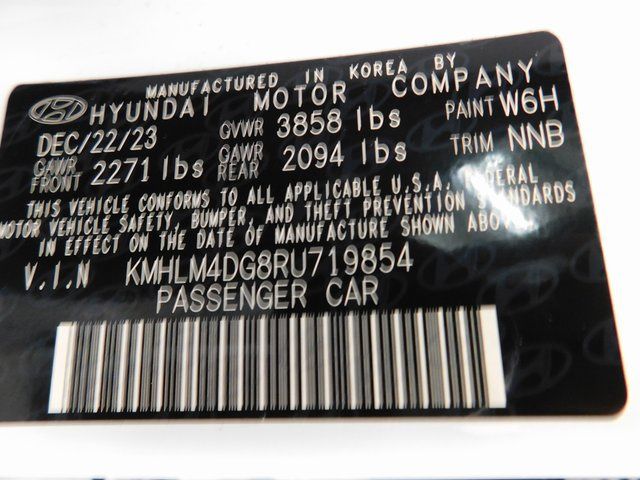 MANUFACTURED IN KOREA BY
HYUNDAI MOTOR COMPANY
DEC/22/23 GVWR 3858 lbs PAINT W6H
GAWR FRONT 2271 lbs GAWR REAR 2094 lbs TRIM NNB
THIS VEHICLE CONFORMS TO ALL APPLICABLE U.S.A. FEDERAL
MOTOR VEHICLE SAFETY, BUMPER, AND THEFT PREVENTION STANDARDS
IN EFFECT ON THE DATE OF MANUFACTURE SHOWN ABOVE.
V.I.N KMHLM4DG8RU719854
PASSENGER CAR